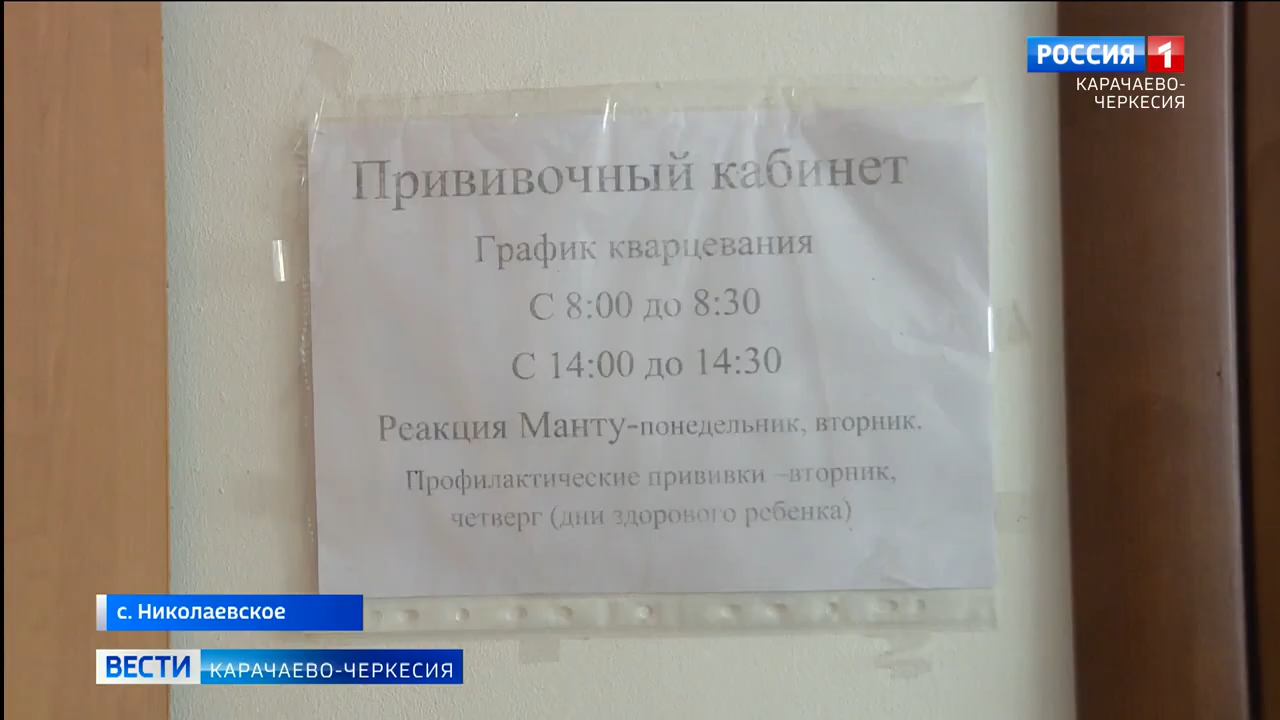 РОССИЯ 1
КАРАЧАЕВО-
ЧЕРКЕСИЯ
Прививочный кабинет
График кварцевания
С 8:00 до 8:30
С 14:00 до 14:30
Реакция Манту-понедельник, вторник.
Профилактические прививки –вторник,
четверг (дни здорового ребенка)
с. Николаевское
ВЕСТИ КАРАЧАЕВО-ЧЕРКЕСИЯ